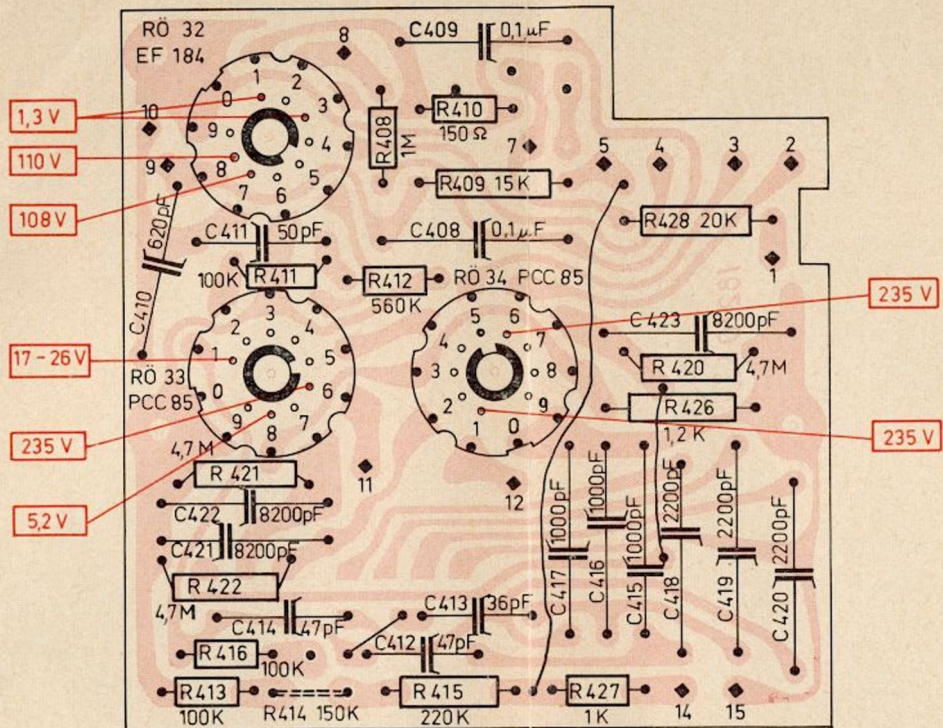 RÖ 32
EF 184
8
C409
0,1µF
1 2 3 4 5 6 7 8 9 0
1,3 V
10
110 V
9
108 V
R408
1M
R410
150 Ω
7
5
4
3
2
R409 15K
620pF
C410
C411
50pF
C408
0,1µF
R428 20K
1
100K
R411
R412
560K
RÖ 34 PCC 85
235 V
C423
8200pF
R 420
4,7M
R 426
1,2 K
17-26 V
RÖ 33
PCC 85
1 2 3 4 5 6 7 8 9 0
1 2 3 4 5 6 7 8 9 0
235 V
235 V
5,2 V
4,7 M
R 421
11
12
C422
8200pF
C421
8200pF
R 422
4,7M
C417
1000pF
C416
1000pF
C415
1000pF
C418
2200pF
C419
2200pF
C420
2200pF
C414
47pF
C413
36pF
C412
47pF
R 416
100K
R413
100K
R414 150K
R415
220K
R427
1K
14
15